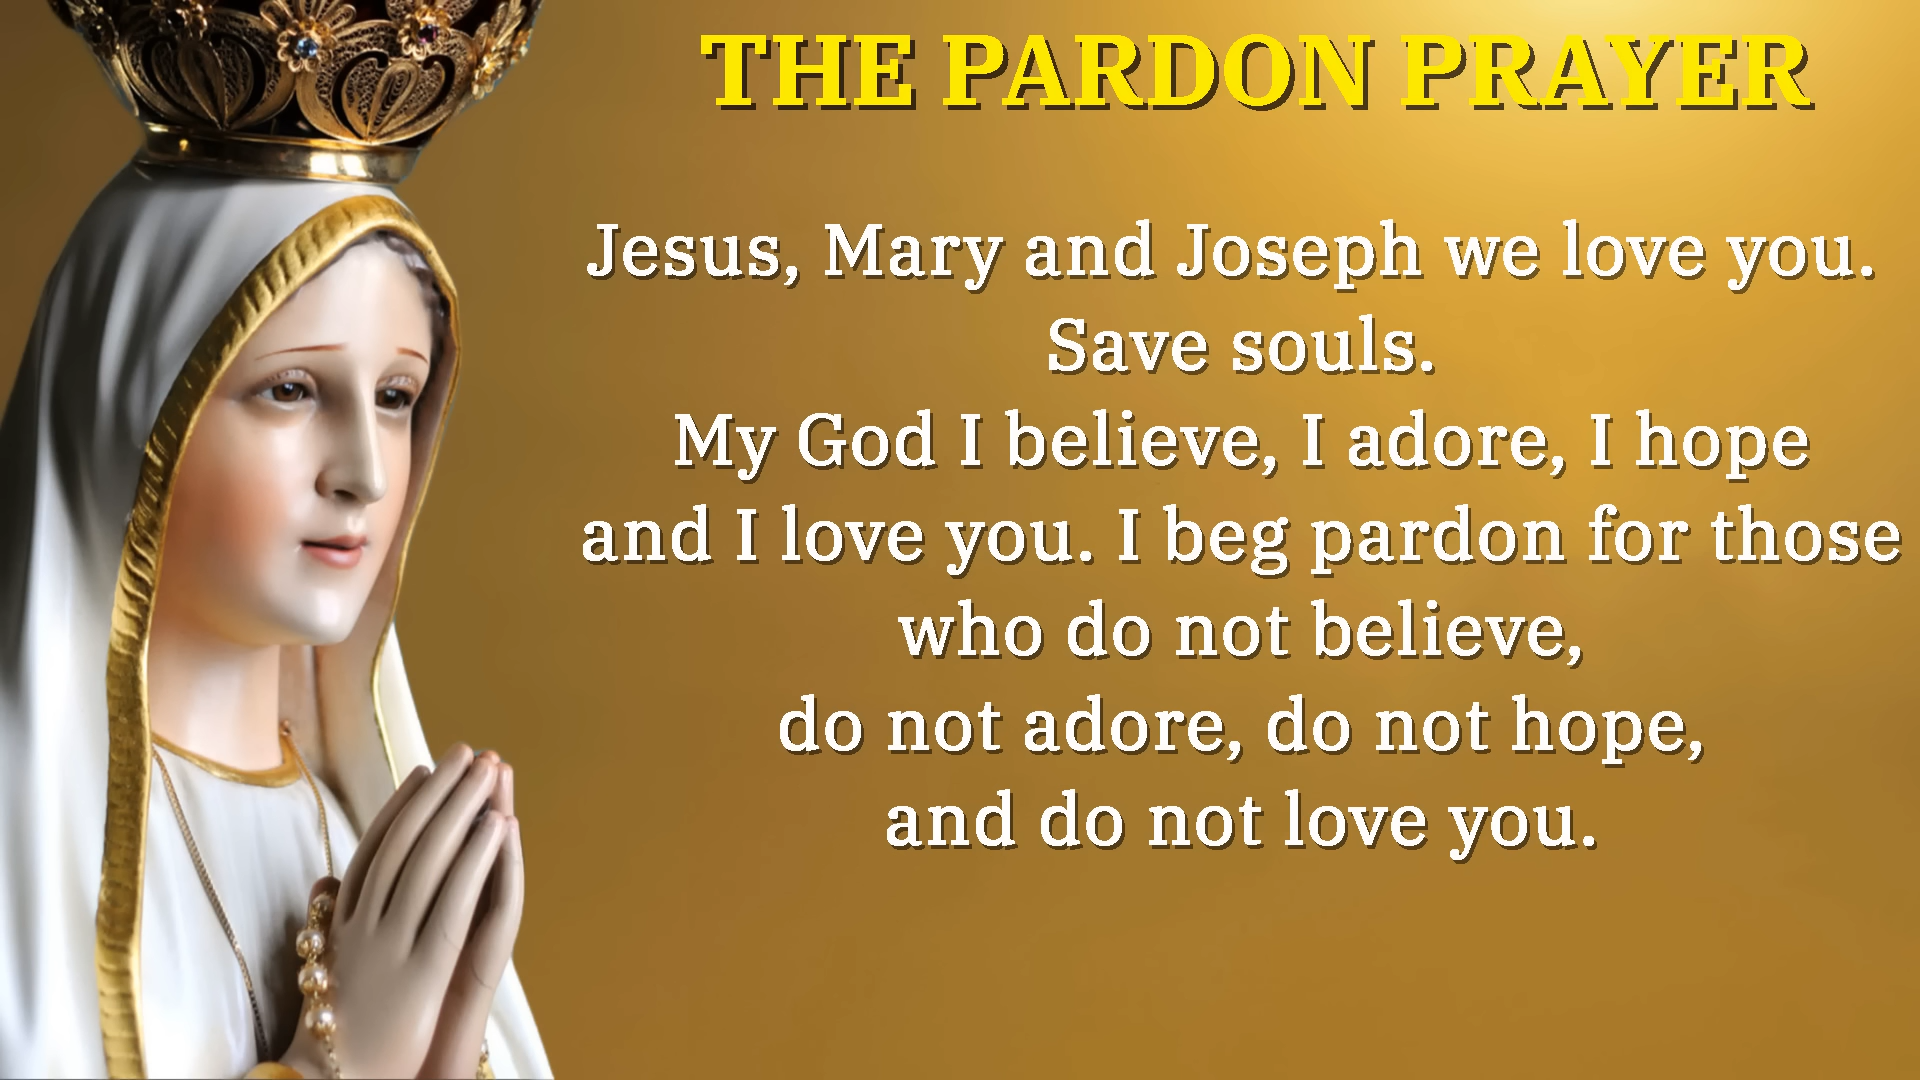 THE PARDON PRAYER
Jesus, Mary and Joseph we love you.
Save souls.
My God I believe, I adore, I hope
and I love you. I beg pardon for those
who do not believe,
do not adore, do not hope,
and do not love you.